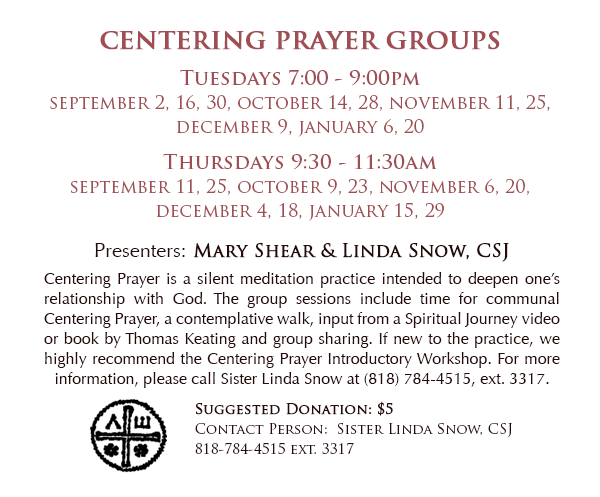 CENTERING PRAYER GROUPS
TUESDAYS 7:00 - 9:00PM
SEPTEMBER 2, 16, 30, OCTOBER 14, 28, NOVEMBER 11, 25,
DECEMBER 9, JANUARY 6, 20
THURSDAYS 9:30 - 11:30AM
SEPTEMBER 11, 25, OCTOBER 9, 23, NOVEMBER 6, 20,
DECEMBER 4, 18, JANUARY 15, 29
Presenters: MARY SHEAR & LINDA SNOW, CSJ
Centering Prayer is a silent meditation practice intended to deepen one's
relationship with God. The group sessions include time for communal
Centering Prayer, a contemplative walk, input from a Spiritual Journey video
or book by Thomas Keating and group sharing. If new to the practice, we
highly recommend the Centering Prayer Introductory Workshop. For more
information, please call Sister Linda Snow at (818) 784-4515, ext. 3317.
SUGGESTED DONATION: $5
CONTACT PERSON: SISTER LINDA SNOW, CSJ
818-784-4515 EXT. 3317